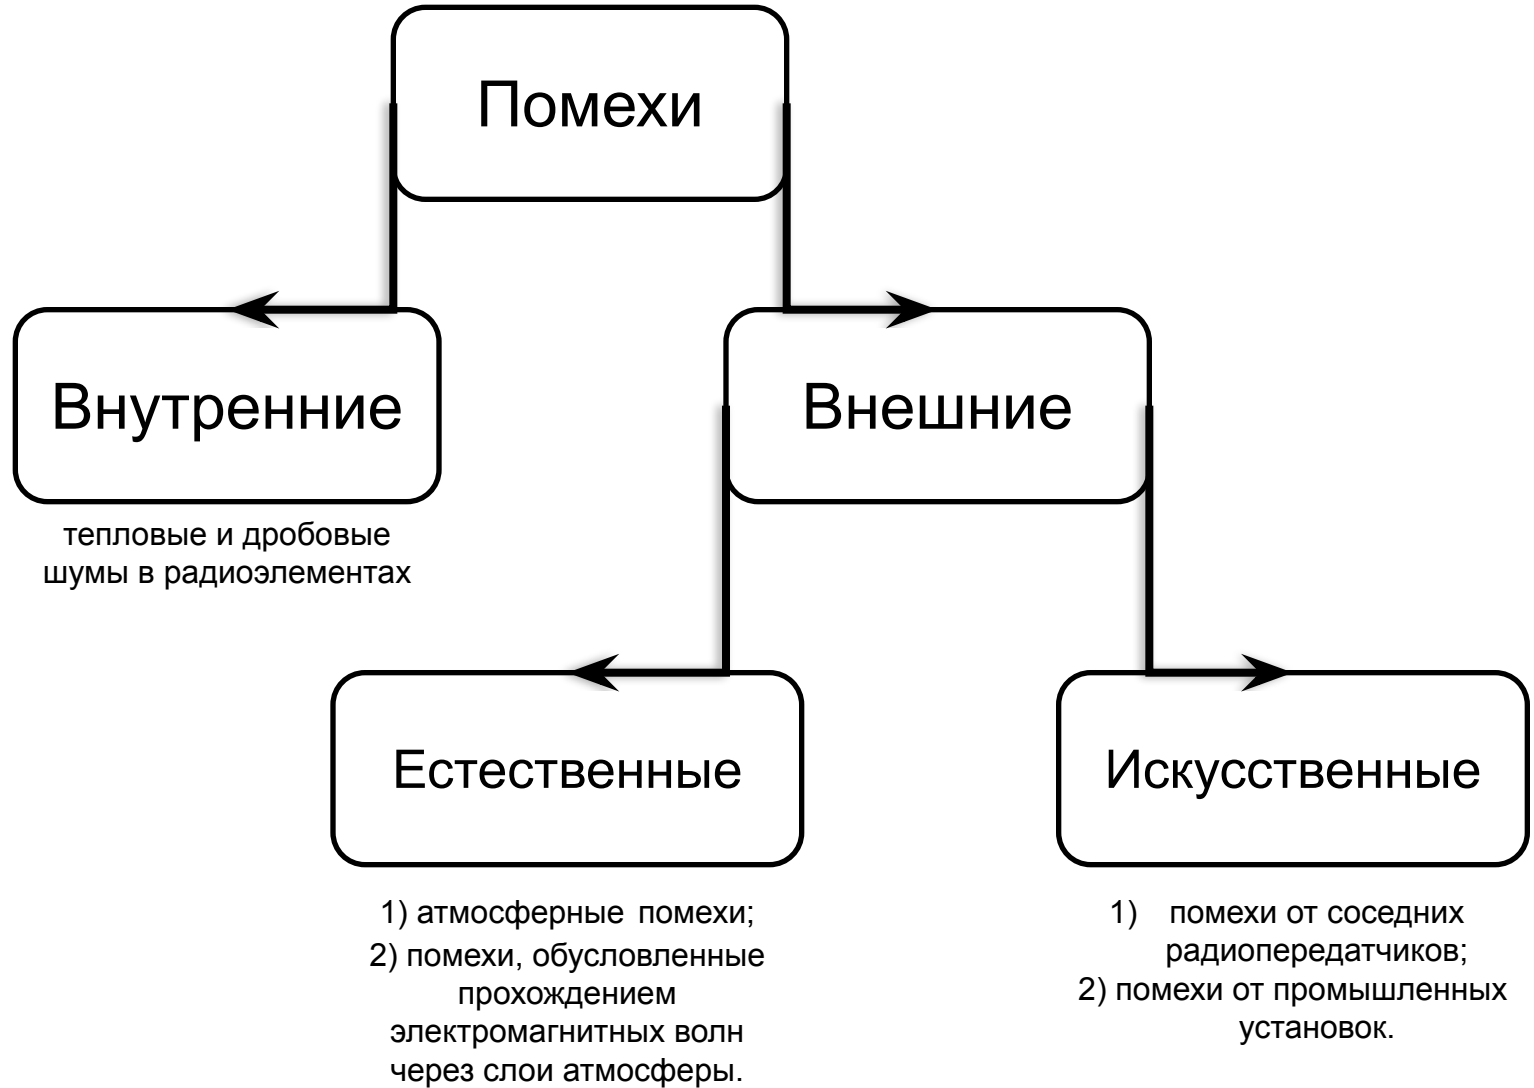 Помехи
Внутренние
Внешние
тепловые и дробовые
шумы в радиоэлементах
Естественные
Искусственные
1) атмосферные помехи;
2) помехи, обусловленные
прохождением
электромагнитных волн
через слои атмосферы.
1) помехи от соседних
радиопередатчиков;
2) помехи от промышленных
установок.